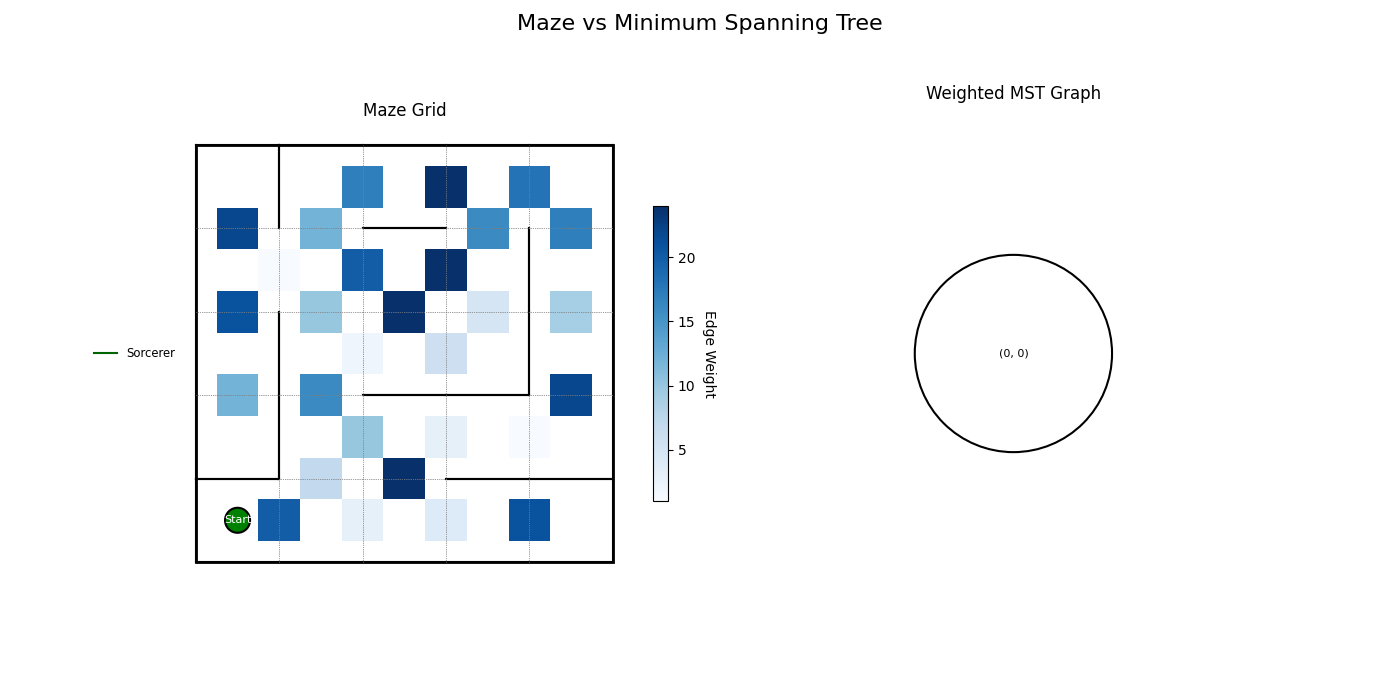 Maze vs Minimum Spanning Tree
Maze Grid
Weighted MST Graph
Sorcerer
Start
20
15
10
5
Edge Weight
(0, 0)